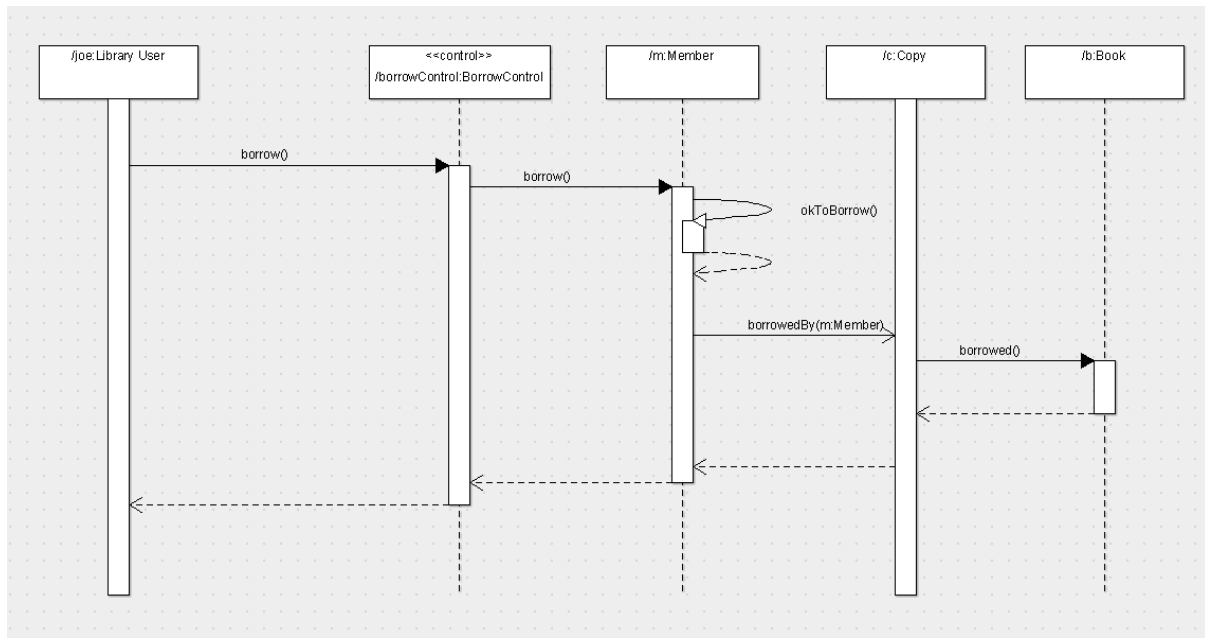 /joe:Library User
<<control>>
/borrowControl:BorrowControl
/m:Member
/c:Copy
/b:Book
borrow()
borrow()
okToBorrow()
borrowedBy(m:Member)
borrowed()